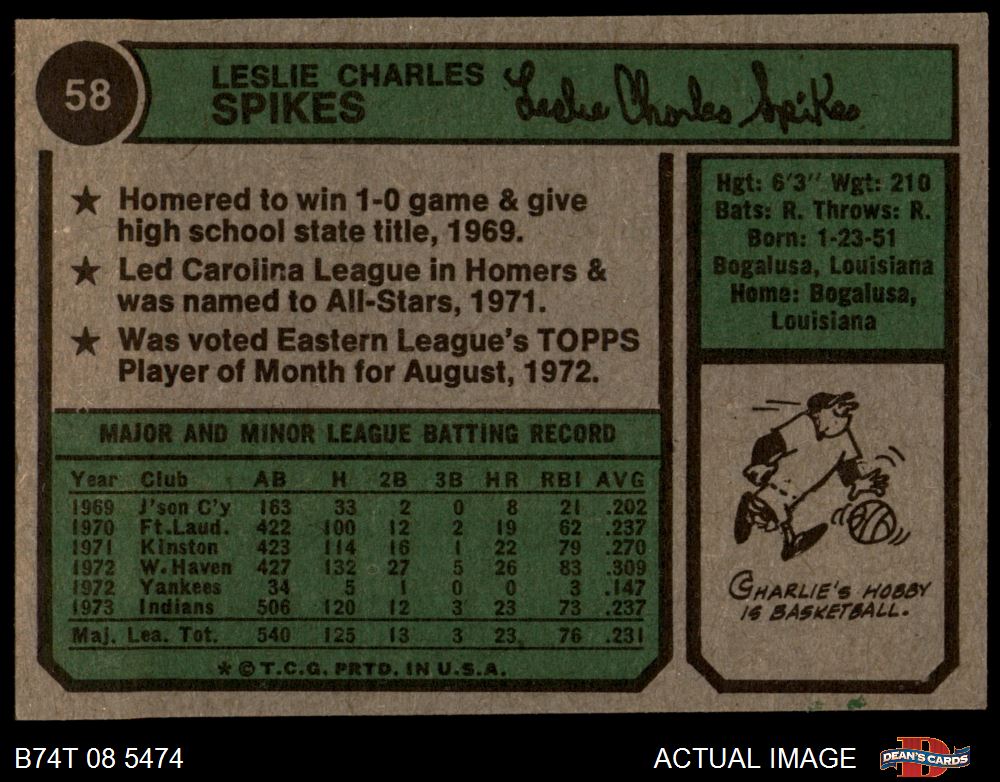 58
LESLIE CHARLES
SPIKES
Leslie Charles Spikes
★ Homered to win 1-0 game & give
high school state title, 1969.
★ Led Carolina League in Homers &
was named to All-Stars, 1971.
★ Was voted Eastern League's TOPPS
Player of Month for August, 1972.
Hgt: 6'3" Wgt: 210
Bats: R. Throws: R.
Born: 1-23-51
Bogalusa, Louisiana
Home: Bogalusa,
Louisiana
MAJOR AND MINOR LEAGUE BATTING RECORD
Year Club AB H 2B 3B HR RBI AVG
1969 J'son C'y 163 33 2 0 8 21 .202
1970 Ft.Laud. 422 100 12 2 19 62 .237
1971 Kinston 423 114 16 1 22 79 .270
1972 W.Haven 427 132 27 5 26 83 .309
1972 Yankees 34 5 1 0 0 3 .147
1973 Indians 506 120 12 3 23 73 .237
Maj. Lea. Tot. 540 125 13 3 23 76 .231
* © T.C.G. PRTD. IN U.S.A.
CHARLIE'S HOBBY
IS BASKETBALL.
B74T 08 5474
ACTUAL IMAGE
DEAN'S CARDS